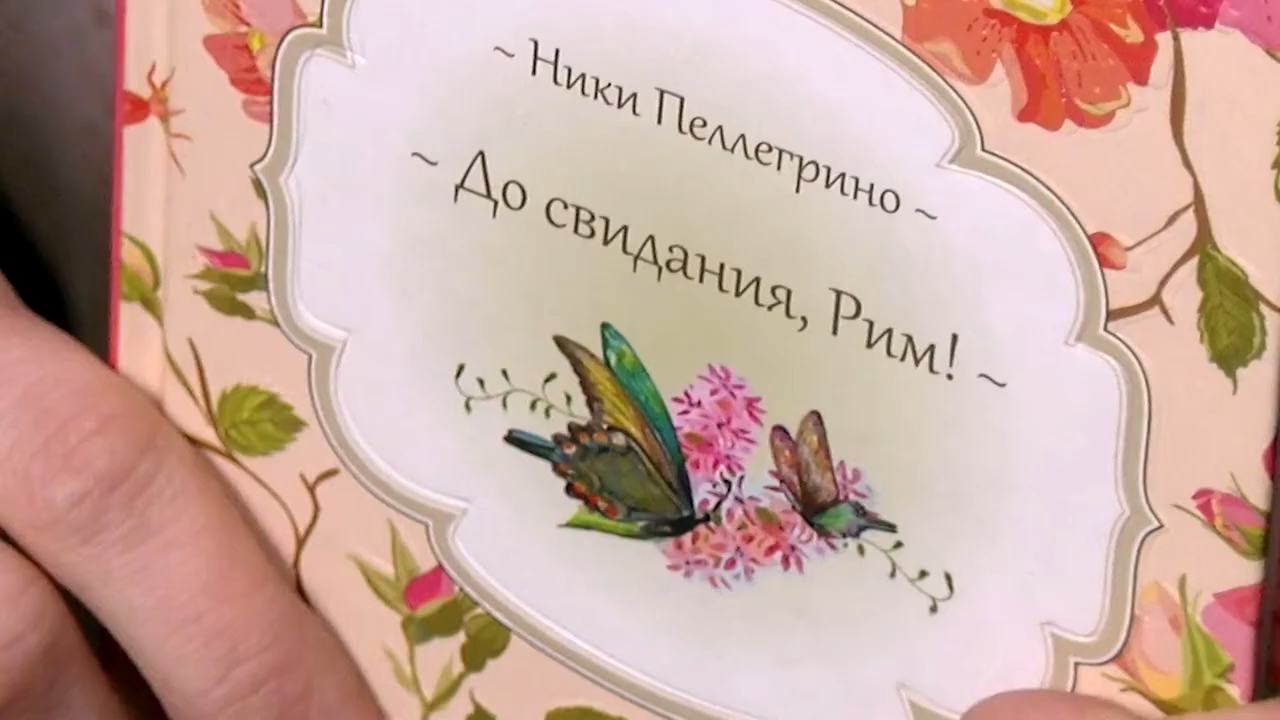 ~ Ники Пеллегрино ~
~ До свидания, Рим! ~